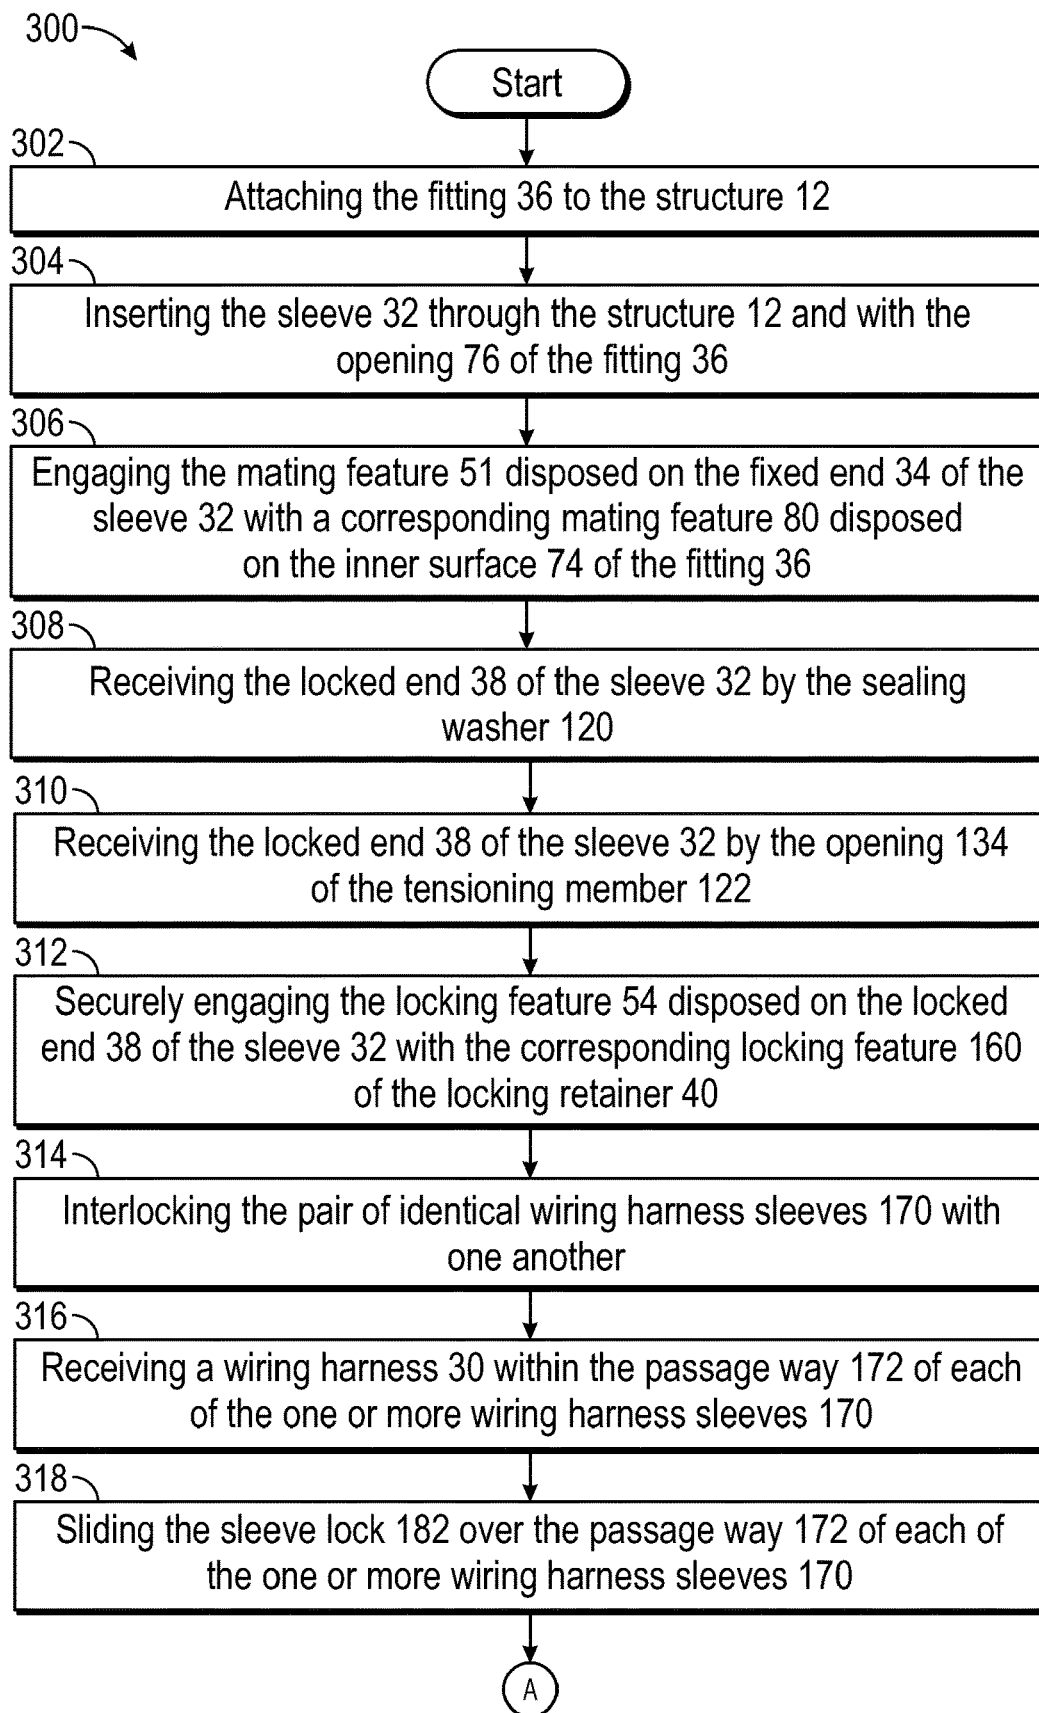 300
Start
302
Attaching the fitting 36 to the structure 12
304
Inserting the sleeve 32 through the structure 12 and with the
opening 76 of the fitting 36
306
Engaging the mating feature 51 disposed on the fixed end 34 of the
sleeve 32 with a corresponding mating feature 80 disposed
on the inner surface 74 of the fitting 36
308
Receiving the locked end 38 of the sleeve 32 by the sealing
washer 120
310
Receiving the locked end 38 of the sleeve 32 by the opening 134
of the tensioning member 122
312
Securely engaging the locking feature 54 disposed on the locked
end 38 of the sleeve 32 with the corresponding locking feature 160
of the locking retainer 40
314
Interlocking the pair of identical wiring harness sleeves 170 with
one another
316
Receiving a wiring harness 30 within the passage way 172 of each
of the one or more wiring harness sleeves 170
318
Sliding the sleeve lock 182 over the passage way 172 of each of
the one or more wiring harness sleeves 170
A